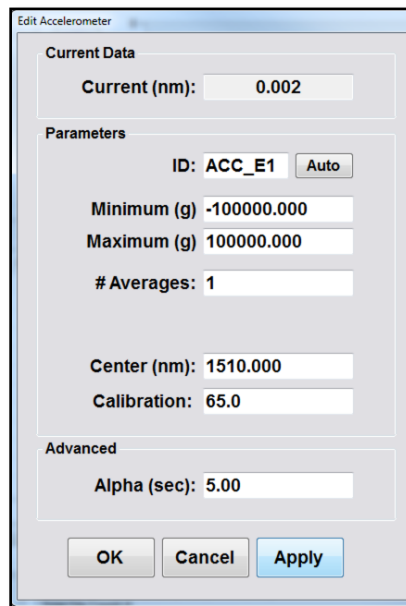 Edit Accelerometer
Current Data
Current (nm): 0.002
Parameters
ID: ACC_E1 Auto
Minimum (g) -100000.000
Maximum (g) 100000.000
# Averages: 1
Center (nm): 1510.000
Calibration: 65.0
Advanced
Alpha (sec): 5.00
OK Cancel Apply